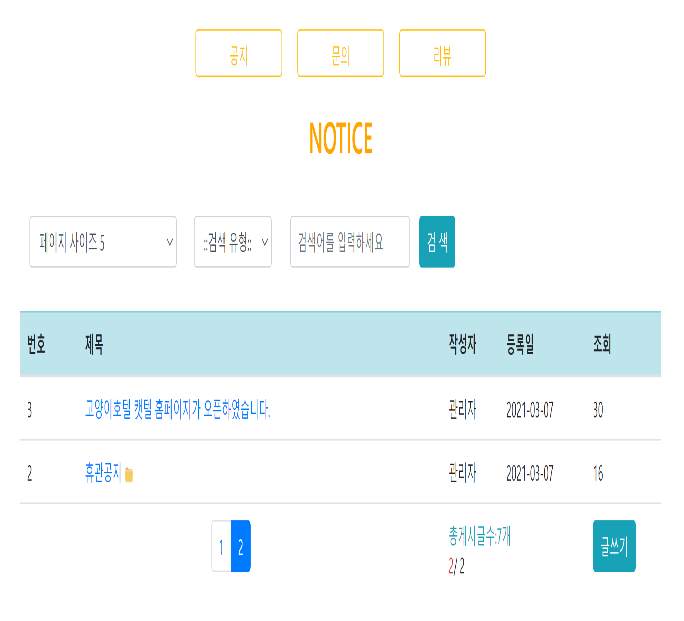 공지 문의 리뷰
NOTICE
페이지 사이즈 5 ::검색 유형:: 검색어를 입력하세요 검 색
번호 제목 작성자 등록일 조회
3 고양이호텔 캣텔 홈페이지가 오픈하였습니다. 관리자 2021-03-07 30
2 휴관공지 관리자 2021-03-07 16
1 2 총게시글수:7개 글쓰기
2/ 2